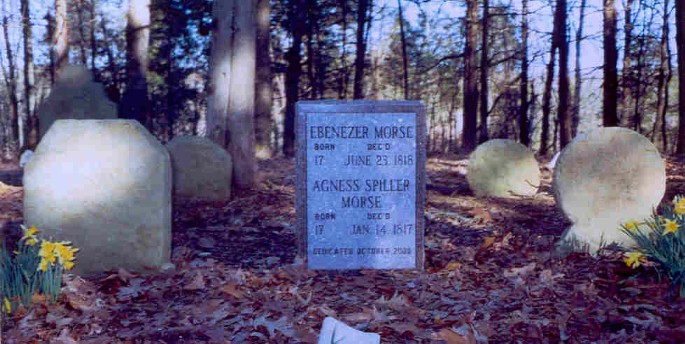 EBENEZER MORSE
BORN DEC'D
17 JUNE 23, 1818
AGNESS SPILLER
MORSE
BORN DEC'D
17 JAN. 14, 1817
DEDICATED OCTOBER